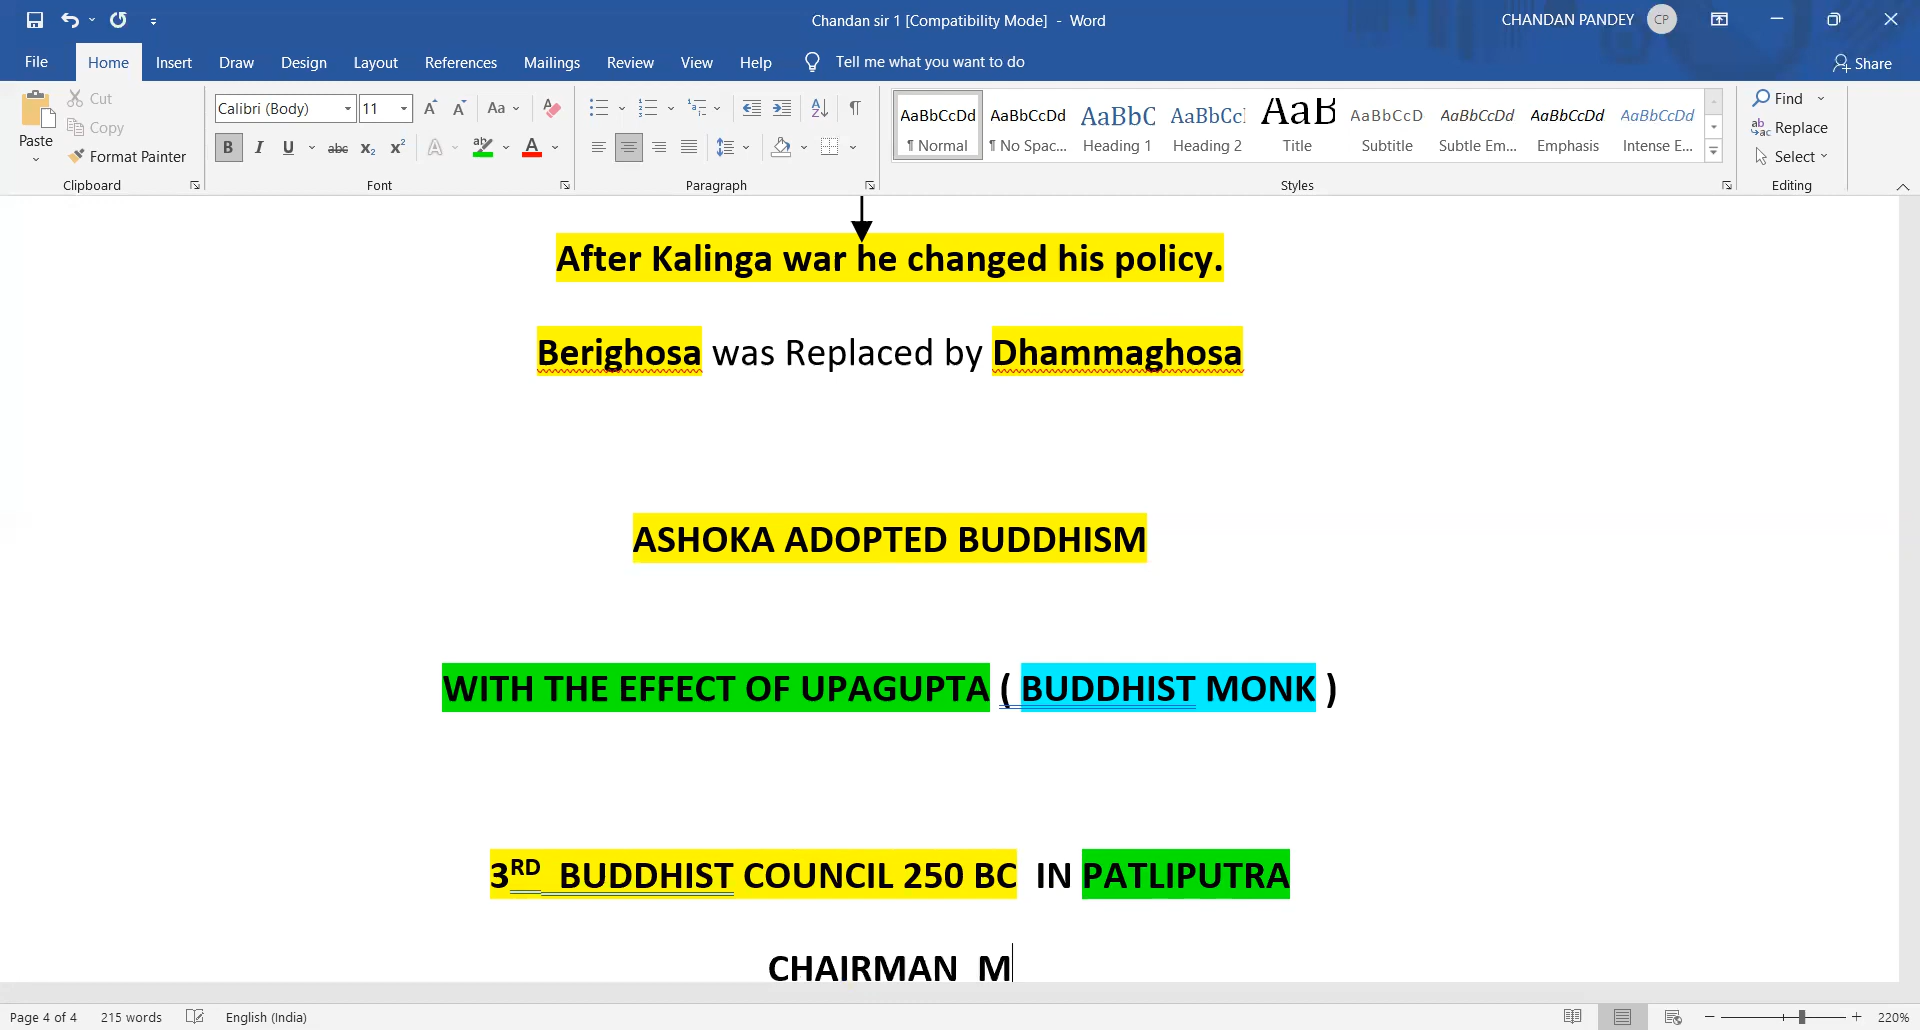 Chandan sir 1 [Compatibility Mode] - Word
CHANDAN PANDEY CP
File Home Insert Draw Design Layout References Mailings Review View Help Tell me what you want to do Share
Paste
Cut
Copy
Format Painter
Clipboard
Calibri (Body) 11
Aa
B I U abc x₂ x² A ab A
Font
Paragraph
AaBbCcDd AaBbCcDd AaBbC AaBbCc AaB AaBbCcD AaBbCcDd AaBbCcDd AaBbCcDd
¶ Normal ¶ No Spac... Heading 1 Heading 2 Title Subtitle Subtle Em... Emphasis Intense E...
Styles
Find
Replace
Select
Editing
After Kalinga war he changed his policy.
Berighosa was Replaced by Dhammaghosa
ASHOKA ADOPTED BUDDHISM
WITH THE EFFECT OF UPAGUPTA ( BUDDHIST MONK )
3RD BUDDHIST COUNCIL 250 BC IN PATLIPUTRA
CHAIRMAN M
Page 4 of 4 215 words English (India) 220%